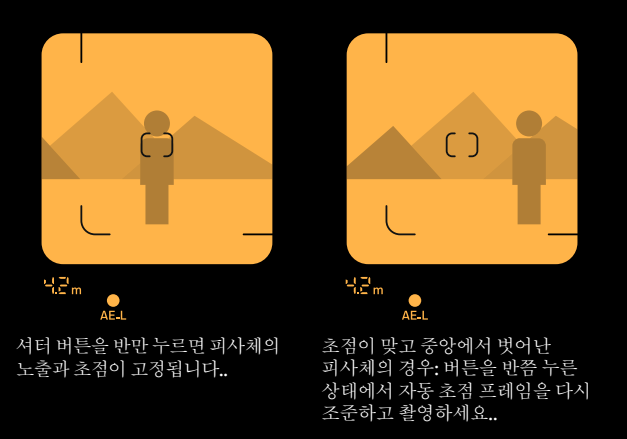 4.2m
AE-L
셔터 버튼을 반만 누르면 피사체의
노출과 초점이 고정됩니다..
4.2m
AE-L
초점이 맞고 중앙에서 벗어난
피사체의 경우: 버튼을 반쯤 누른
상태에서 자동 초점 프레임을 다시
조준하고 촬영하세요..